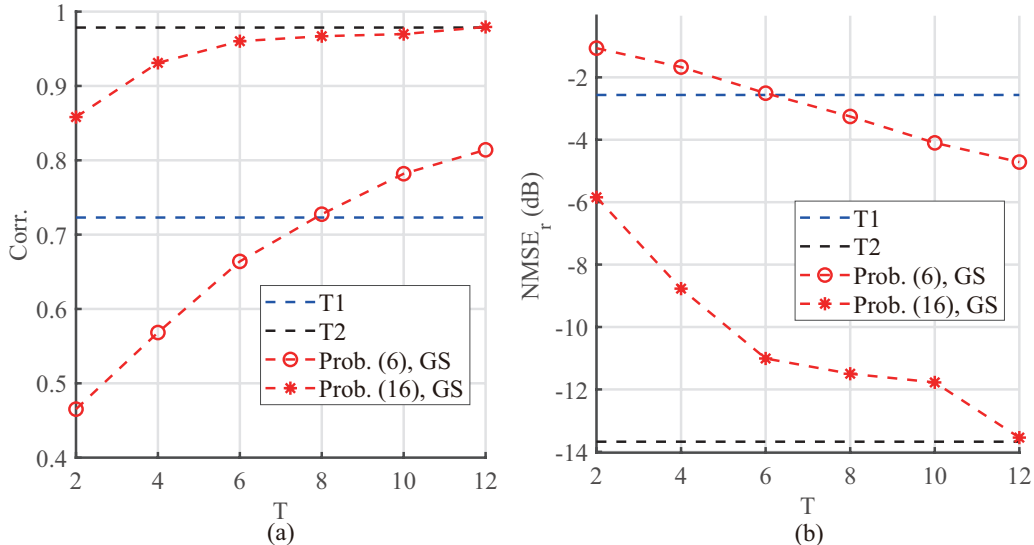 1
0.9
0.8
0.7
0.6
0.5
0.4
Corr.
T1
T2
Prob. (6), GS
Prob. (16), GS
2 4 6 8 10 12
T
(a)
-2
-4
-6
-8
-10
-12
-14
NMSE_r (dB)
T1
T2
Prob. (6), GS
Prob. (16), GS
2 4 6 8 10 12
T
(b)